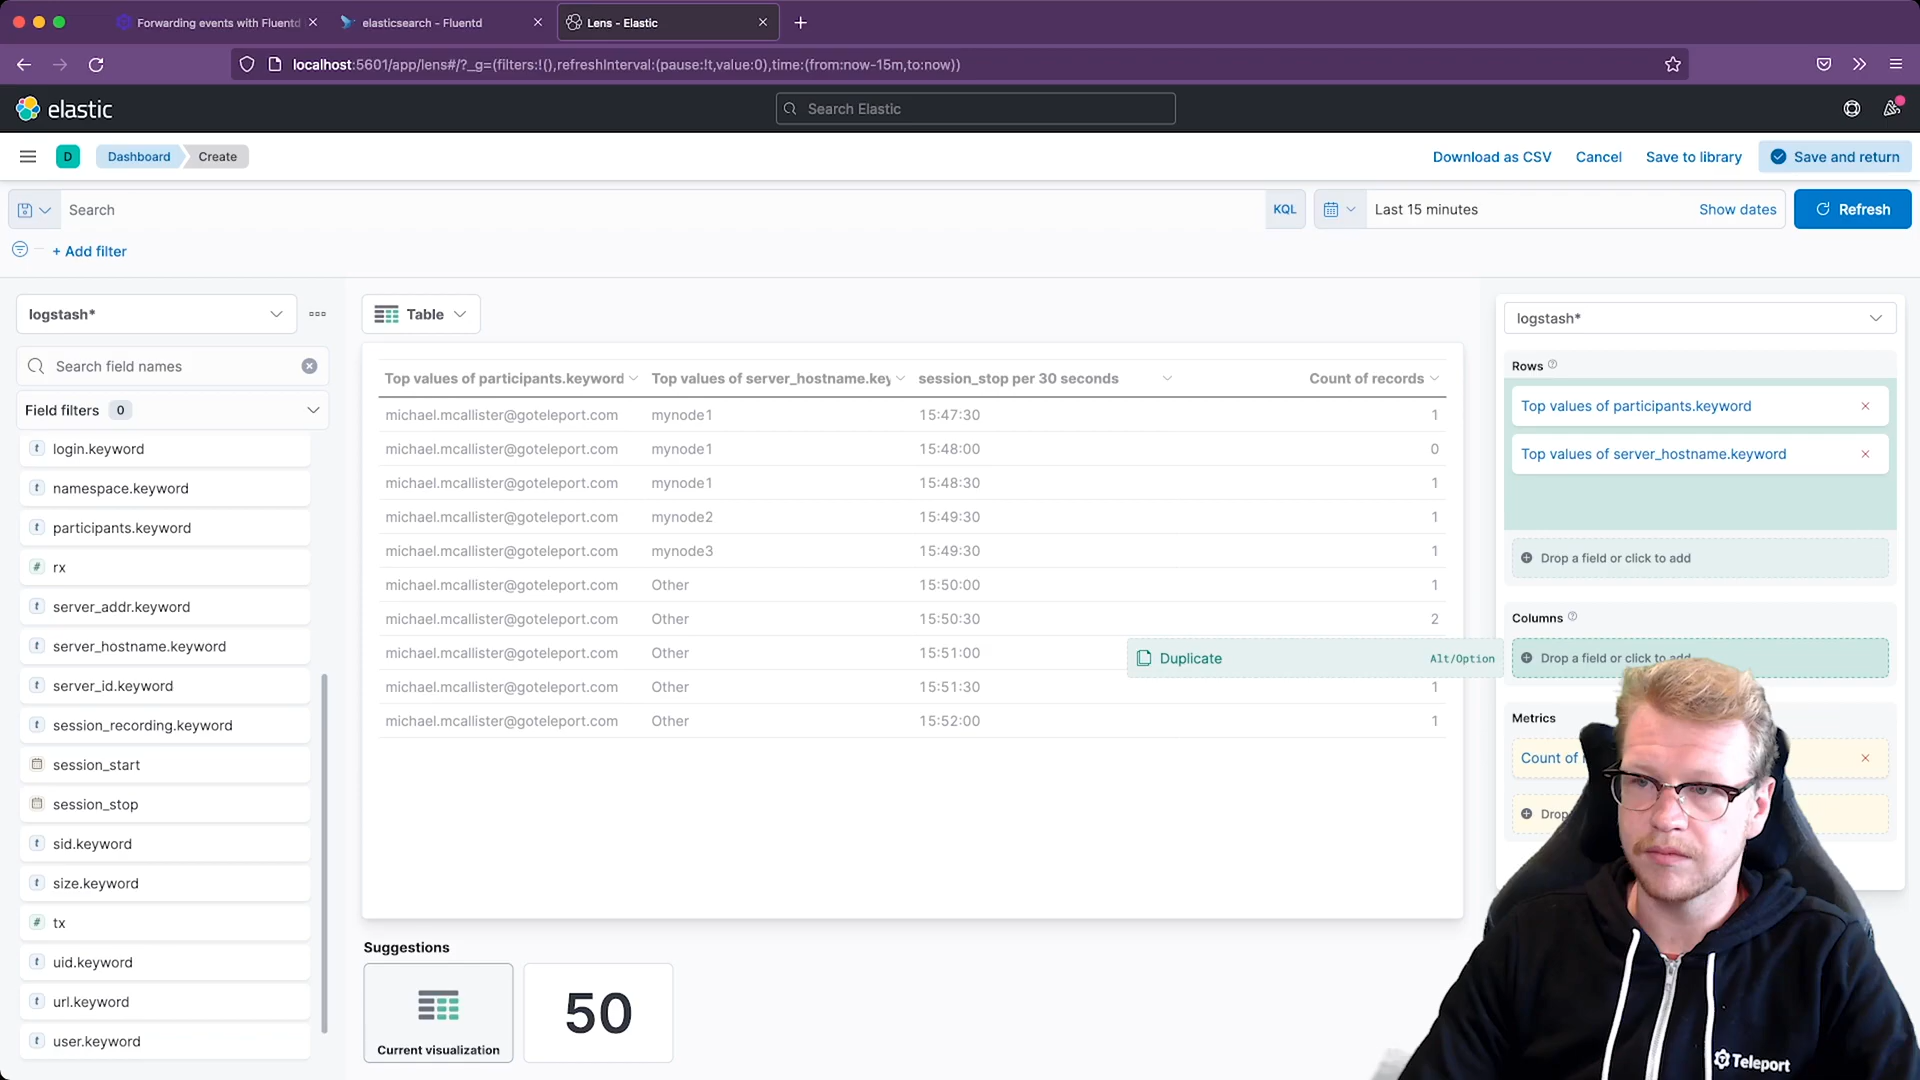 Forwarding events with Fluentd
elasticsearch - Fluentd
Lens - Elastic
localhost:5601/app/lens#/?_g=(filters:!(),refreshInterval:(pause:!t,value:0),time:(from:now-15m,to:now))
elastic
Search Elastic
D
Dashboard
Create
Download as CSV
Cancel
Save to library
Save and return
Search
KQL
Last 15 minutes
Show dates
Refresh
+ Add filter
logstash*
Search field names
Field filters 0
t login.keyword
t namespace.keyword
t participants.keyword
# rx
t server_addr.keyword
t server_hostname.keyword
t server_id.keyword
t session_recording.keyword
session_start
session_stop
t sid.keyword
t size.keyword
# tx
t uid.keyword
t url.keyword
t user.keyword
Table
Top values of participants.keyword Top values of server_hostname.key session_stop per 30 seconds Count of records
michael.mcallister@goteleport.com mynode1 15:47:30 1
michael.mcallister@goteleport.com mynode1 15:48:00 0
michael.mcallister@goteleport.com mynode1 15:48:30 1
michael.mcallister@goteleport.com mynode2 15:49:30 1
michael.mcallister@goteleport.com mynode3 15:49:30 1
michael.mcallister@goteleport.com Other 15:50:00 1
michael.mcallister@goteleport.com Other 15:50:30 2
michael.mcallister@goteleport.com Other 15:51:00
michael.mcallister@goteleport.com Other 15:51:30 1
michael.mcallister@goteleport.com Other 15:52:00 1
Duplicate Alt/Option
Suggestions
Current visualization
50
logstash*
Rows
Top values of participants.keyword
Top values of server_hostname.keyword
Drop a field or click to add
Columns
Drop a field or click to add
Metrics
Count of
Drop
Teleport